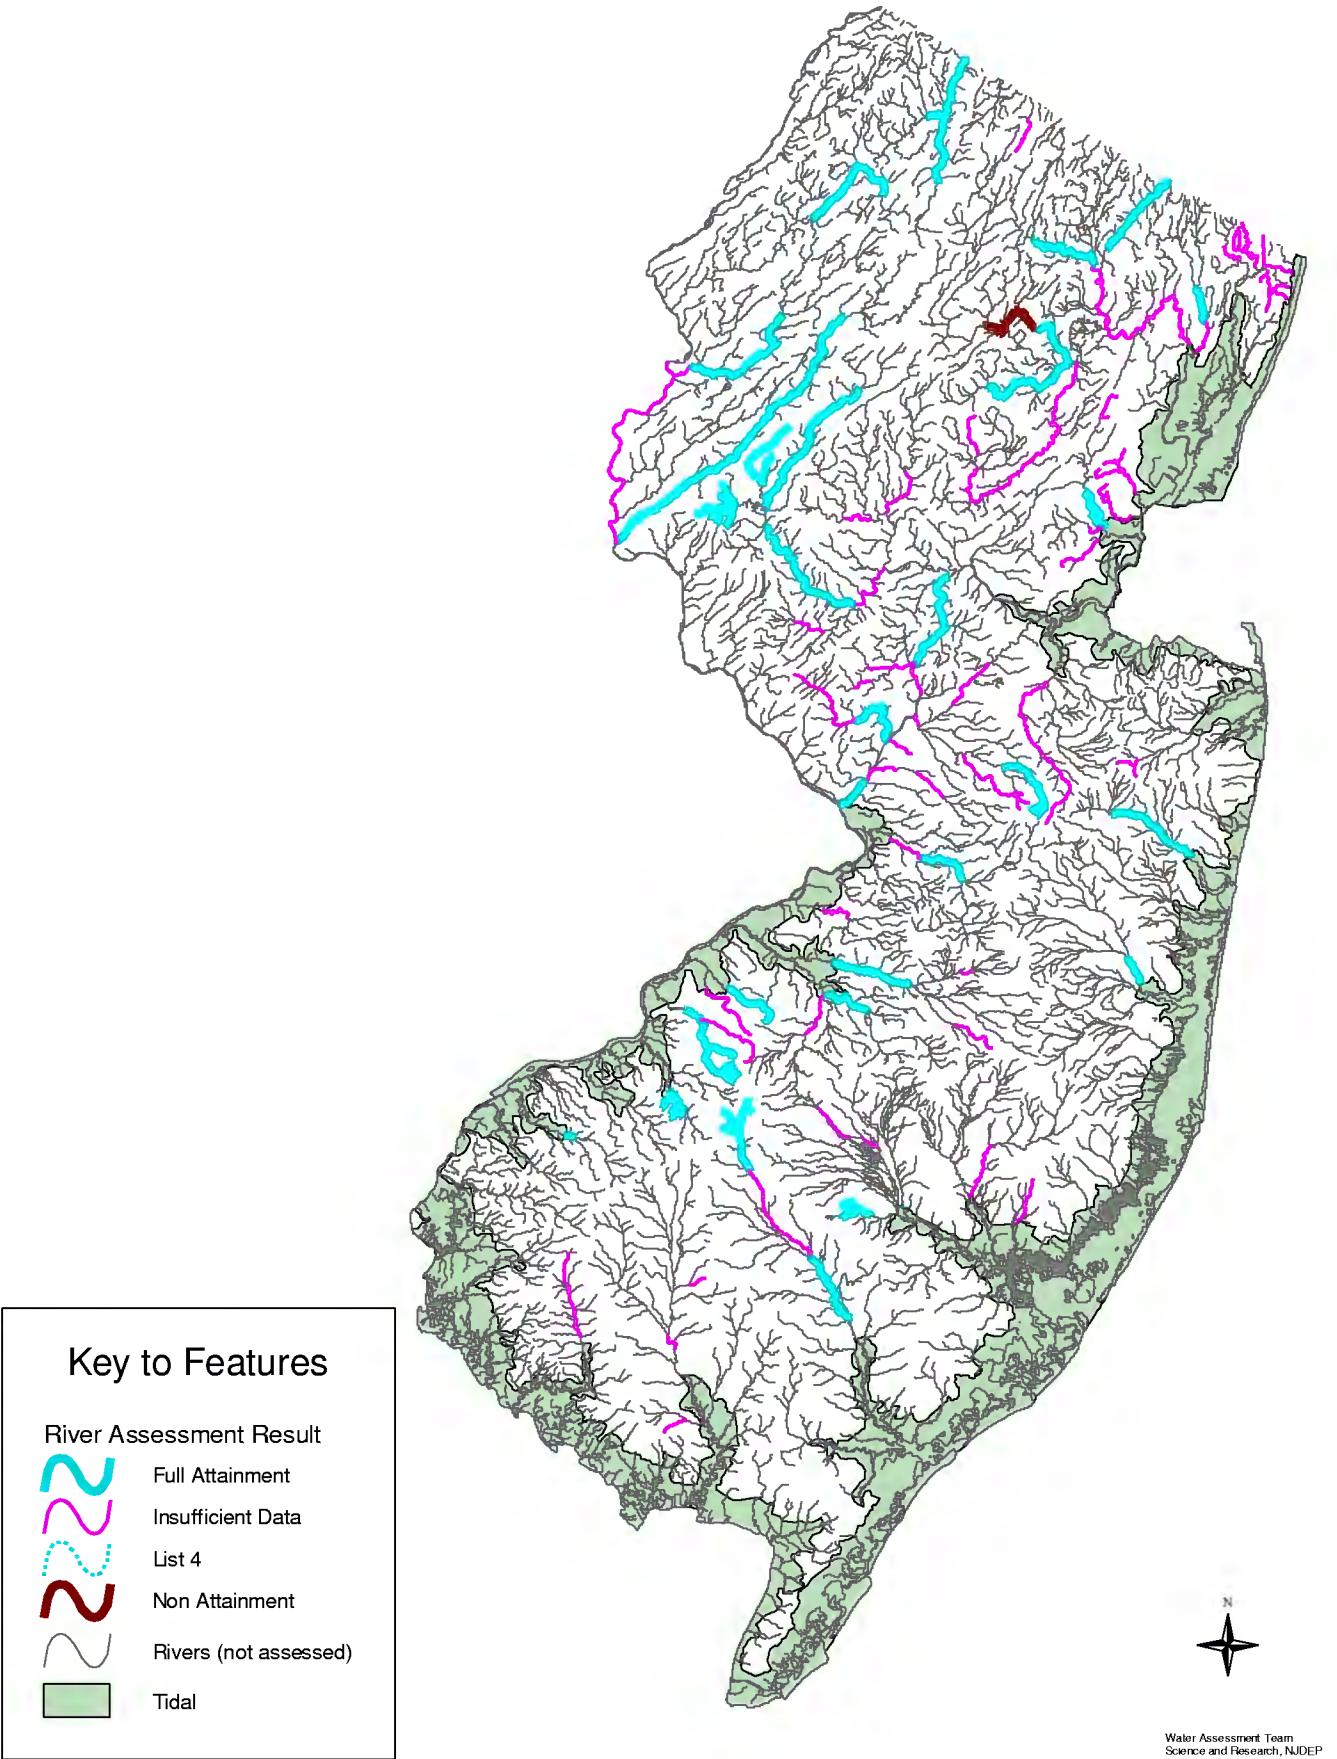 Key to Features
River Assessment Result
Full Attainment
Insufficient Data
List 4
Non Attainment
Rivers (not assessed)
Tidal
N
Water Assessment Team
Science and Research, NJDEP